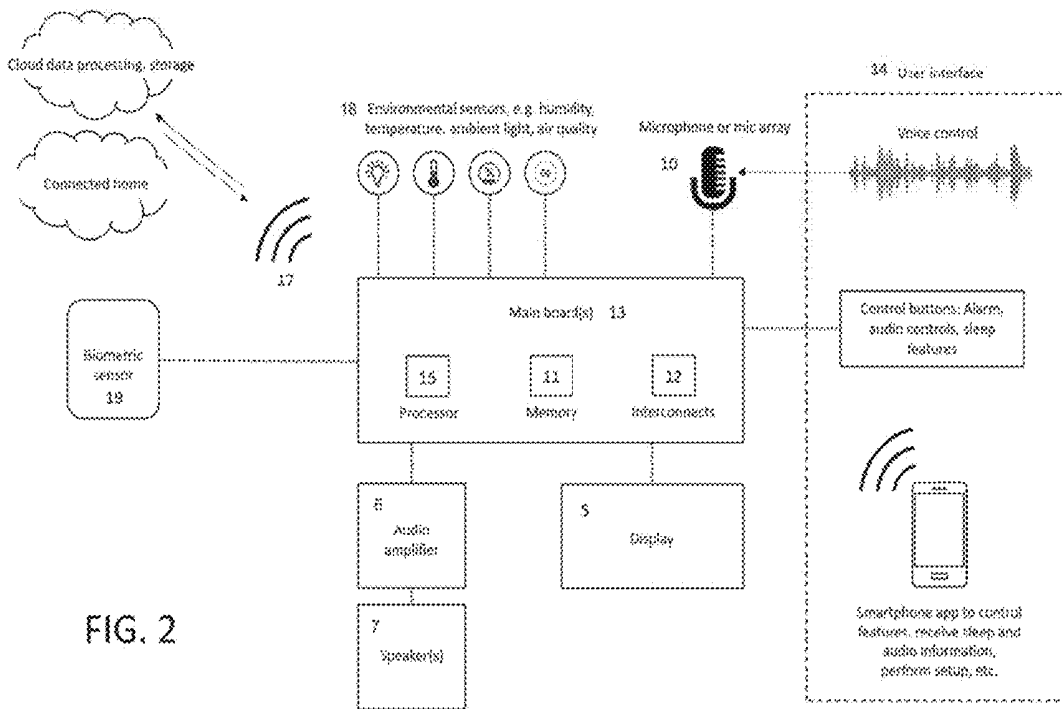 Cloud data processing, storage
Connected home
17
18 Environmental sensors, e.g. humidity,
temperature, ambient light, air quality
Microphone or mic array
10
14 User interface
Voice control
Biometric
sensor
19
Main board(s) 13
15
Processor
11
Memory
12
Interconnects
Control buttons: Alarm,
audio controls, sleep
features
6
Audio
amplifier
5
Display
7
Speaker(s)
Smartphone app to control
features, receive sleep and
audio information,
perform setup, etc.
FIG. 2